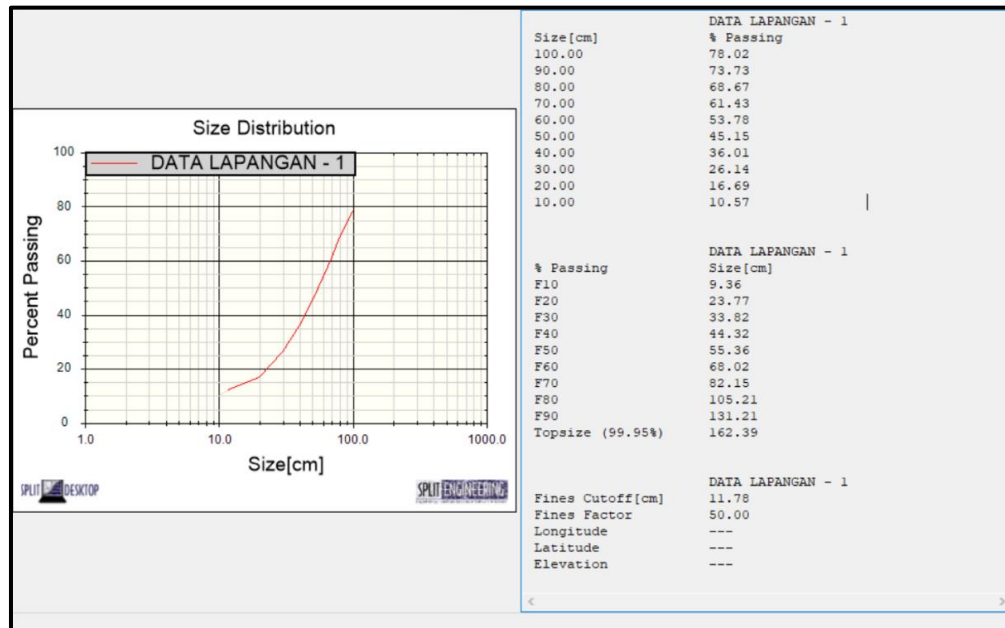 Size Distribution
DATA LAPANGAN - 1
Percent Passing
100
80
60
40
20
0
1.0 10.0 100.0 1000.0
Size[cm]
SPLIT DESKTOP
SPLIT ENGINEERING
DATA LAPANGAN - 1
Size[cm] % Passing
100.00 78.02
90.00 73.73
80.00 68.67
70.00 61.43
60.00 53.78
50.00 45.15
40.00 36.01
30.00 26.14
20.00 16.69
10.00 10.57
DATA LAPANGAN - 1
% Passing Size[cm]
F10 9.36
F20 23.77
F30 33.82
F40 44.32
F50 55.36
F60 68.02
F70 82.15
F80 105.21
F90 131.21
Topsize (99.95%) 162.39
DATA LAPANGAN - 1
Fines Cutoff[cm] 11.78
Fines Factor 50.00
Longitude ---
Latitude ---
Elevation ---